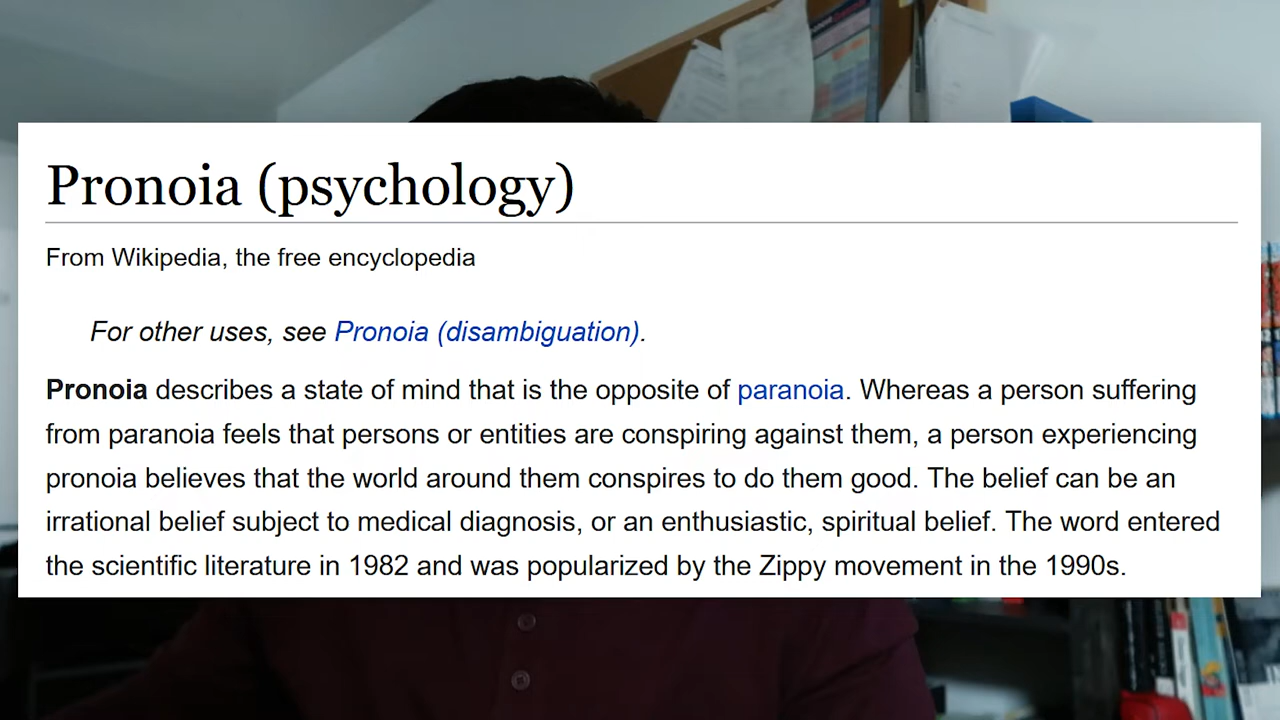 Pronoia (psychology)
From Wikipedia, the free encyclopedia
For other uses, see Pronoia (disambiguation).
Pronoia describes a state of mind that is the opposite of paranoia. Whereas a person suffering
from paranoia feels that persons or entities are conspiring against them, a person experiencing
pronoia believes that the world around them conspires to do them good. The belief can be an
irrational belief subject to medical diagnosis, or an enthusiastic, spiritual belief. The word entered
the scientific literature in 1982 and was popularized by the Zippy movement in the 1990s.